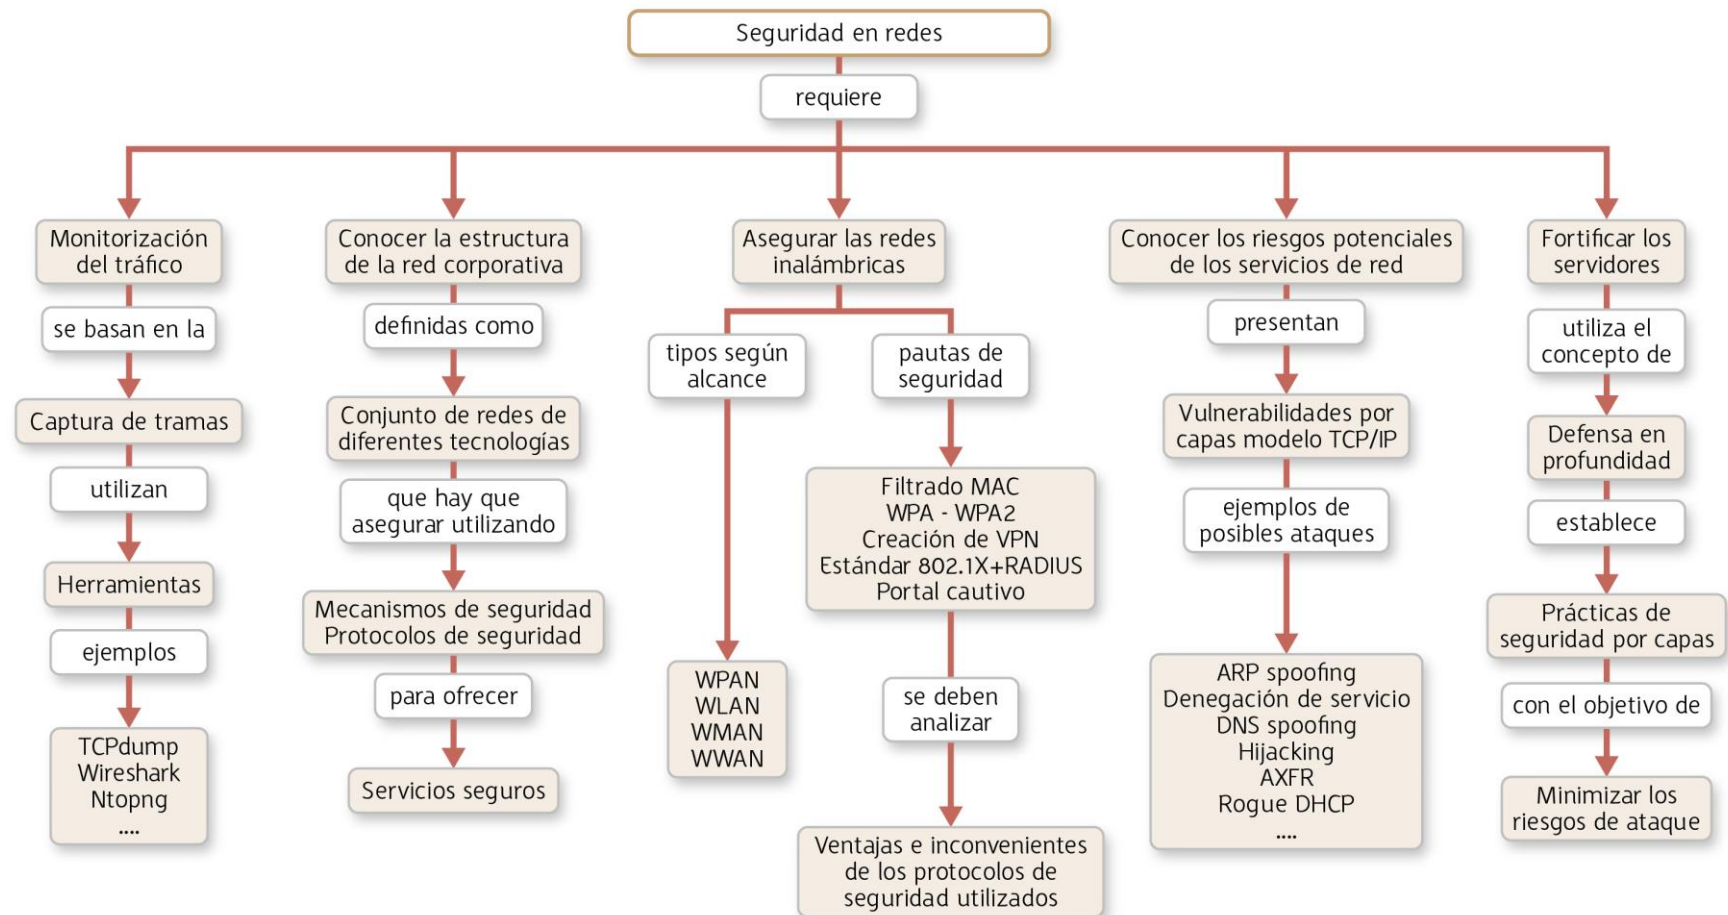 Seguridad en redes
requiere
Monitorización
del tráfico
se basan en la
Captura de tramas
utilizan
Herramientas
ejemplos
TCPdump
Wireshark
Ntopng
....
Conocer la estructura
de la red corporativa
definidas como
Conjunto de redes de
diferentes tecnologías
que hay que
asegurar utilizando
Mecanismos de seguridad
Protocolos de seguridad
para ofrecer
Servicios seguros
Asegurar las redes
inalámbricas
tipos según
alcance
WPAN
WLAN
WMAN
WWAN
pautas de
seguridad
Filtrado MAC
WPA - WPA2
Creación de VPN
Estándar 802.1X+RADIUS
Portal cautivo
se deben
analizar
Ventajas e inconvenientes
de los protocolos de
seguridad utilizados
Conocer los riesgos potenciales
de los servicios de red
presentan
Vulnerabilidades por
capas modelo TCP/IP
ejemplos de
posibles ataques
ARP spoofing
Denegación de servicio
DNS spoofing
Hijacking
AXFR
Rogue DHCP
....
Fortificar los
servidores
utiliza el
concepto de
Defensa en
profundidad
establece
Prácticas de
seguridad por capas
con el objetivo de
Minimizar los
riesgos de ataque